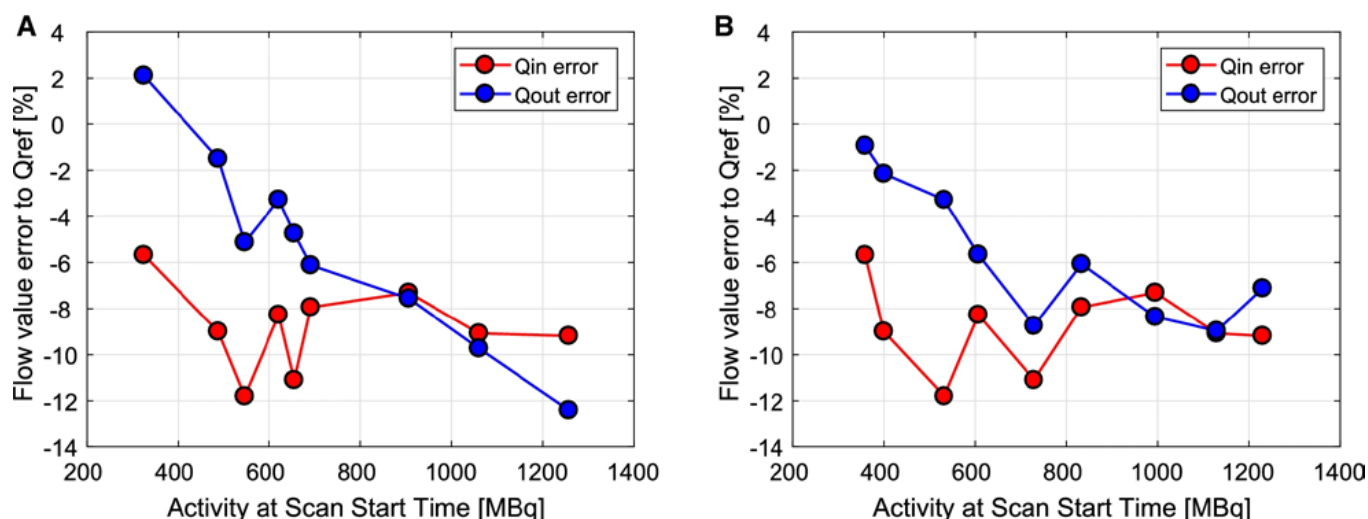 A
4
2
0
-2
-4
-6
-8
-10
-12
-14
Flow value error to Qref [%]
Qin error
Qout error
200 400 600 800 1000 1200 1400
Activity at Scan Start Time [MBq]
B
4
2
0
-2
-4
-6
-8
-10
-12
-14
Flow value error to Qref [%]
Qin error
Qout error
200 400 600 800 1000 1200 1400
Activity at Scan Start Time [MBq]